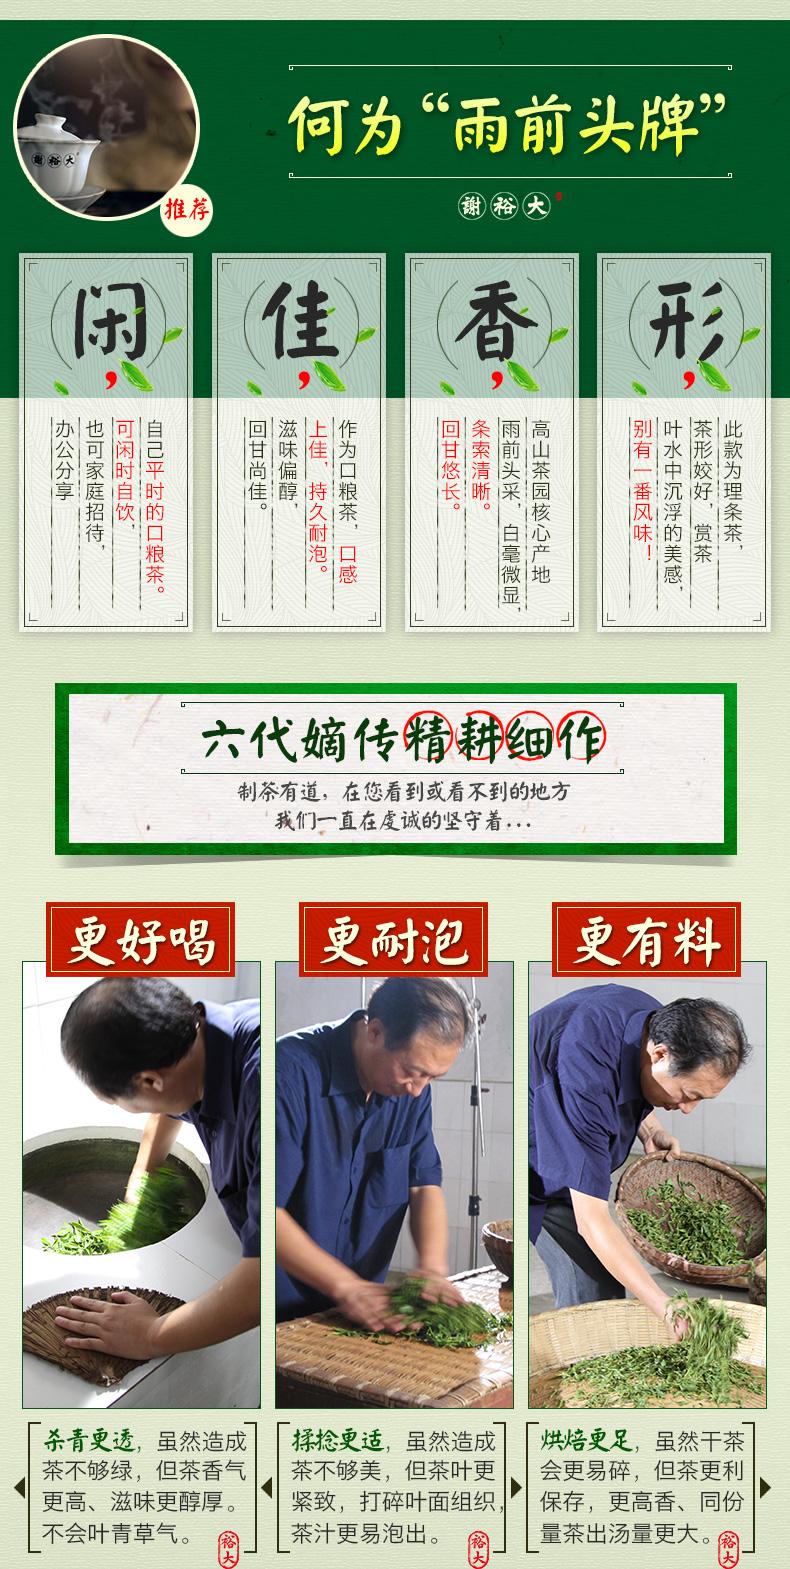 何为“雨前头牌”
謝裕大
推荐
謝裕大
闲,
自己平时的口粮茶。
可闲时自饮,
也可家庭招待,
办公分享
佳,
作为口粮茶,口感
上佳,持久耐泡。
滋味偏醇,
回甘尚佳。
香,
高山茶园核心产地
雨前头采,白毫微显,
条索清晰。
回甘悠长。
形,
此款为理条茶,
茶形姣好,赏茶
叶水中沉浮的美感,
别有一番风味!
六代嫡传精耕细作
制茶有道,在您看到或看不到的地方
我们一直在虔诚的坚守着...
更好喝
杀青更透,虽然造成
茶不够绿,但茶香气
更高、滋味更醇厚。
不会叶青草气。
裕大
更耐泡
揉捻更适,虽然造成
茶不够美,但茶叶更
紧致,打碎叶面组织,
茶汁更易泡出。
裕大
更有料
烘焙更足,虽然干茶
会更易碎,但茶更利
保存,更高香、同份
量茶出汤量更大。
裕大